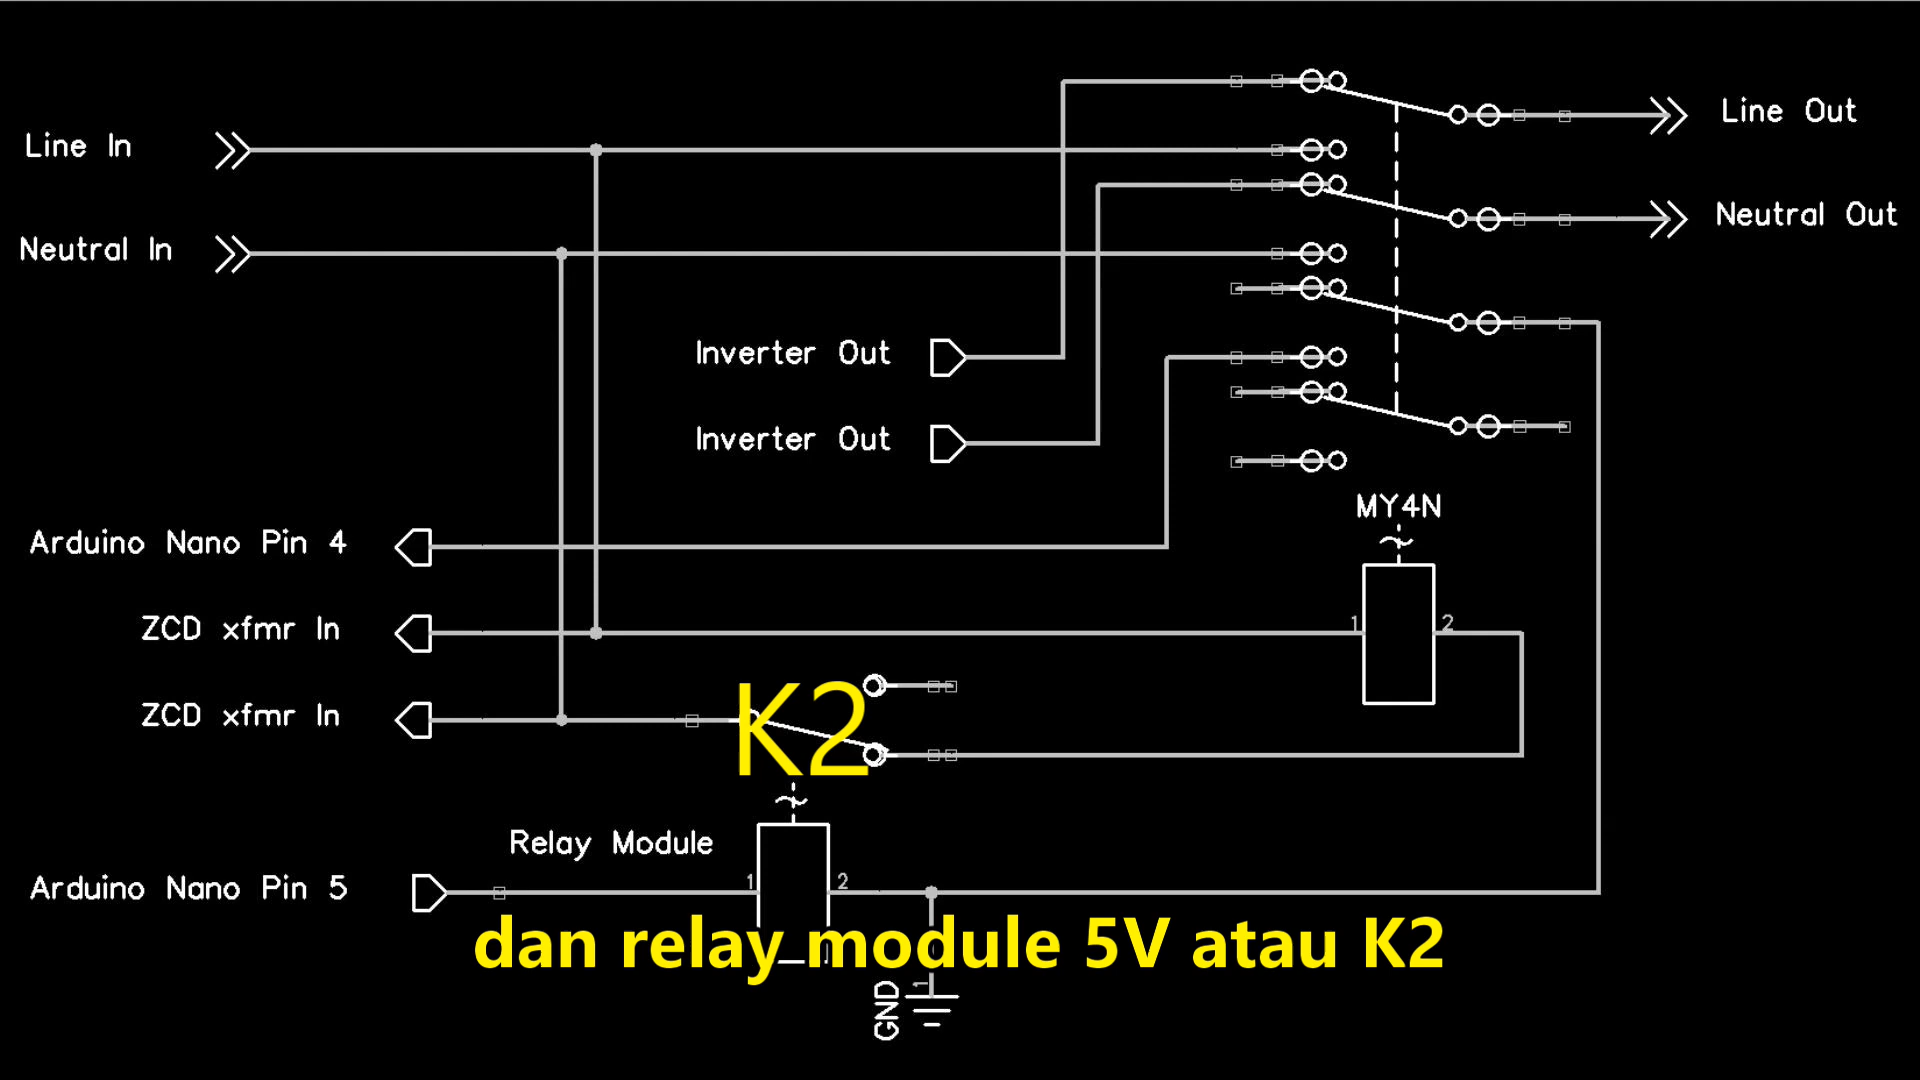 Line In
Line Out
Neutral In
Neutral Out
Inverter Out
Inverter Out
MY4N
Arduino Nano Pin 4
ZCD xfmr In
1
2
ZCD xfmr In
K2
Relay Module
Arduino Nano Pin 5
1
2
dan relay module 5V atau K2
1
GND